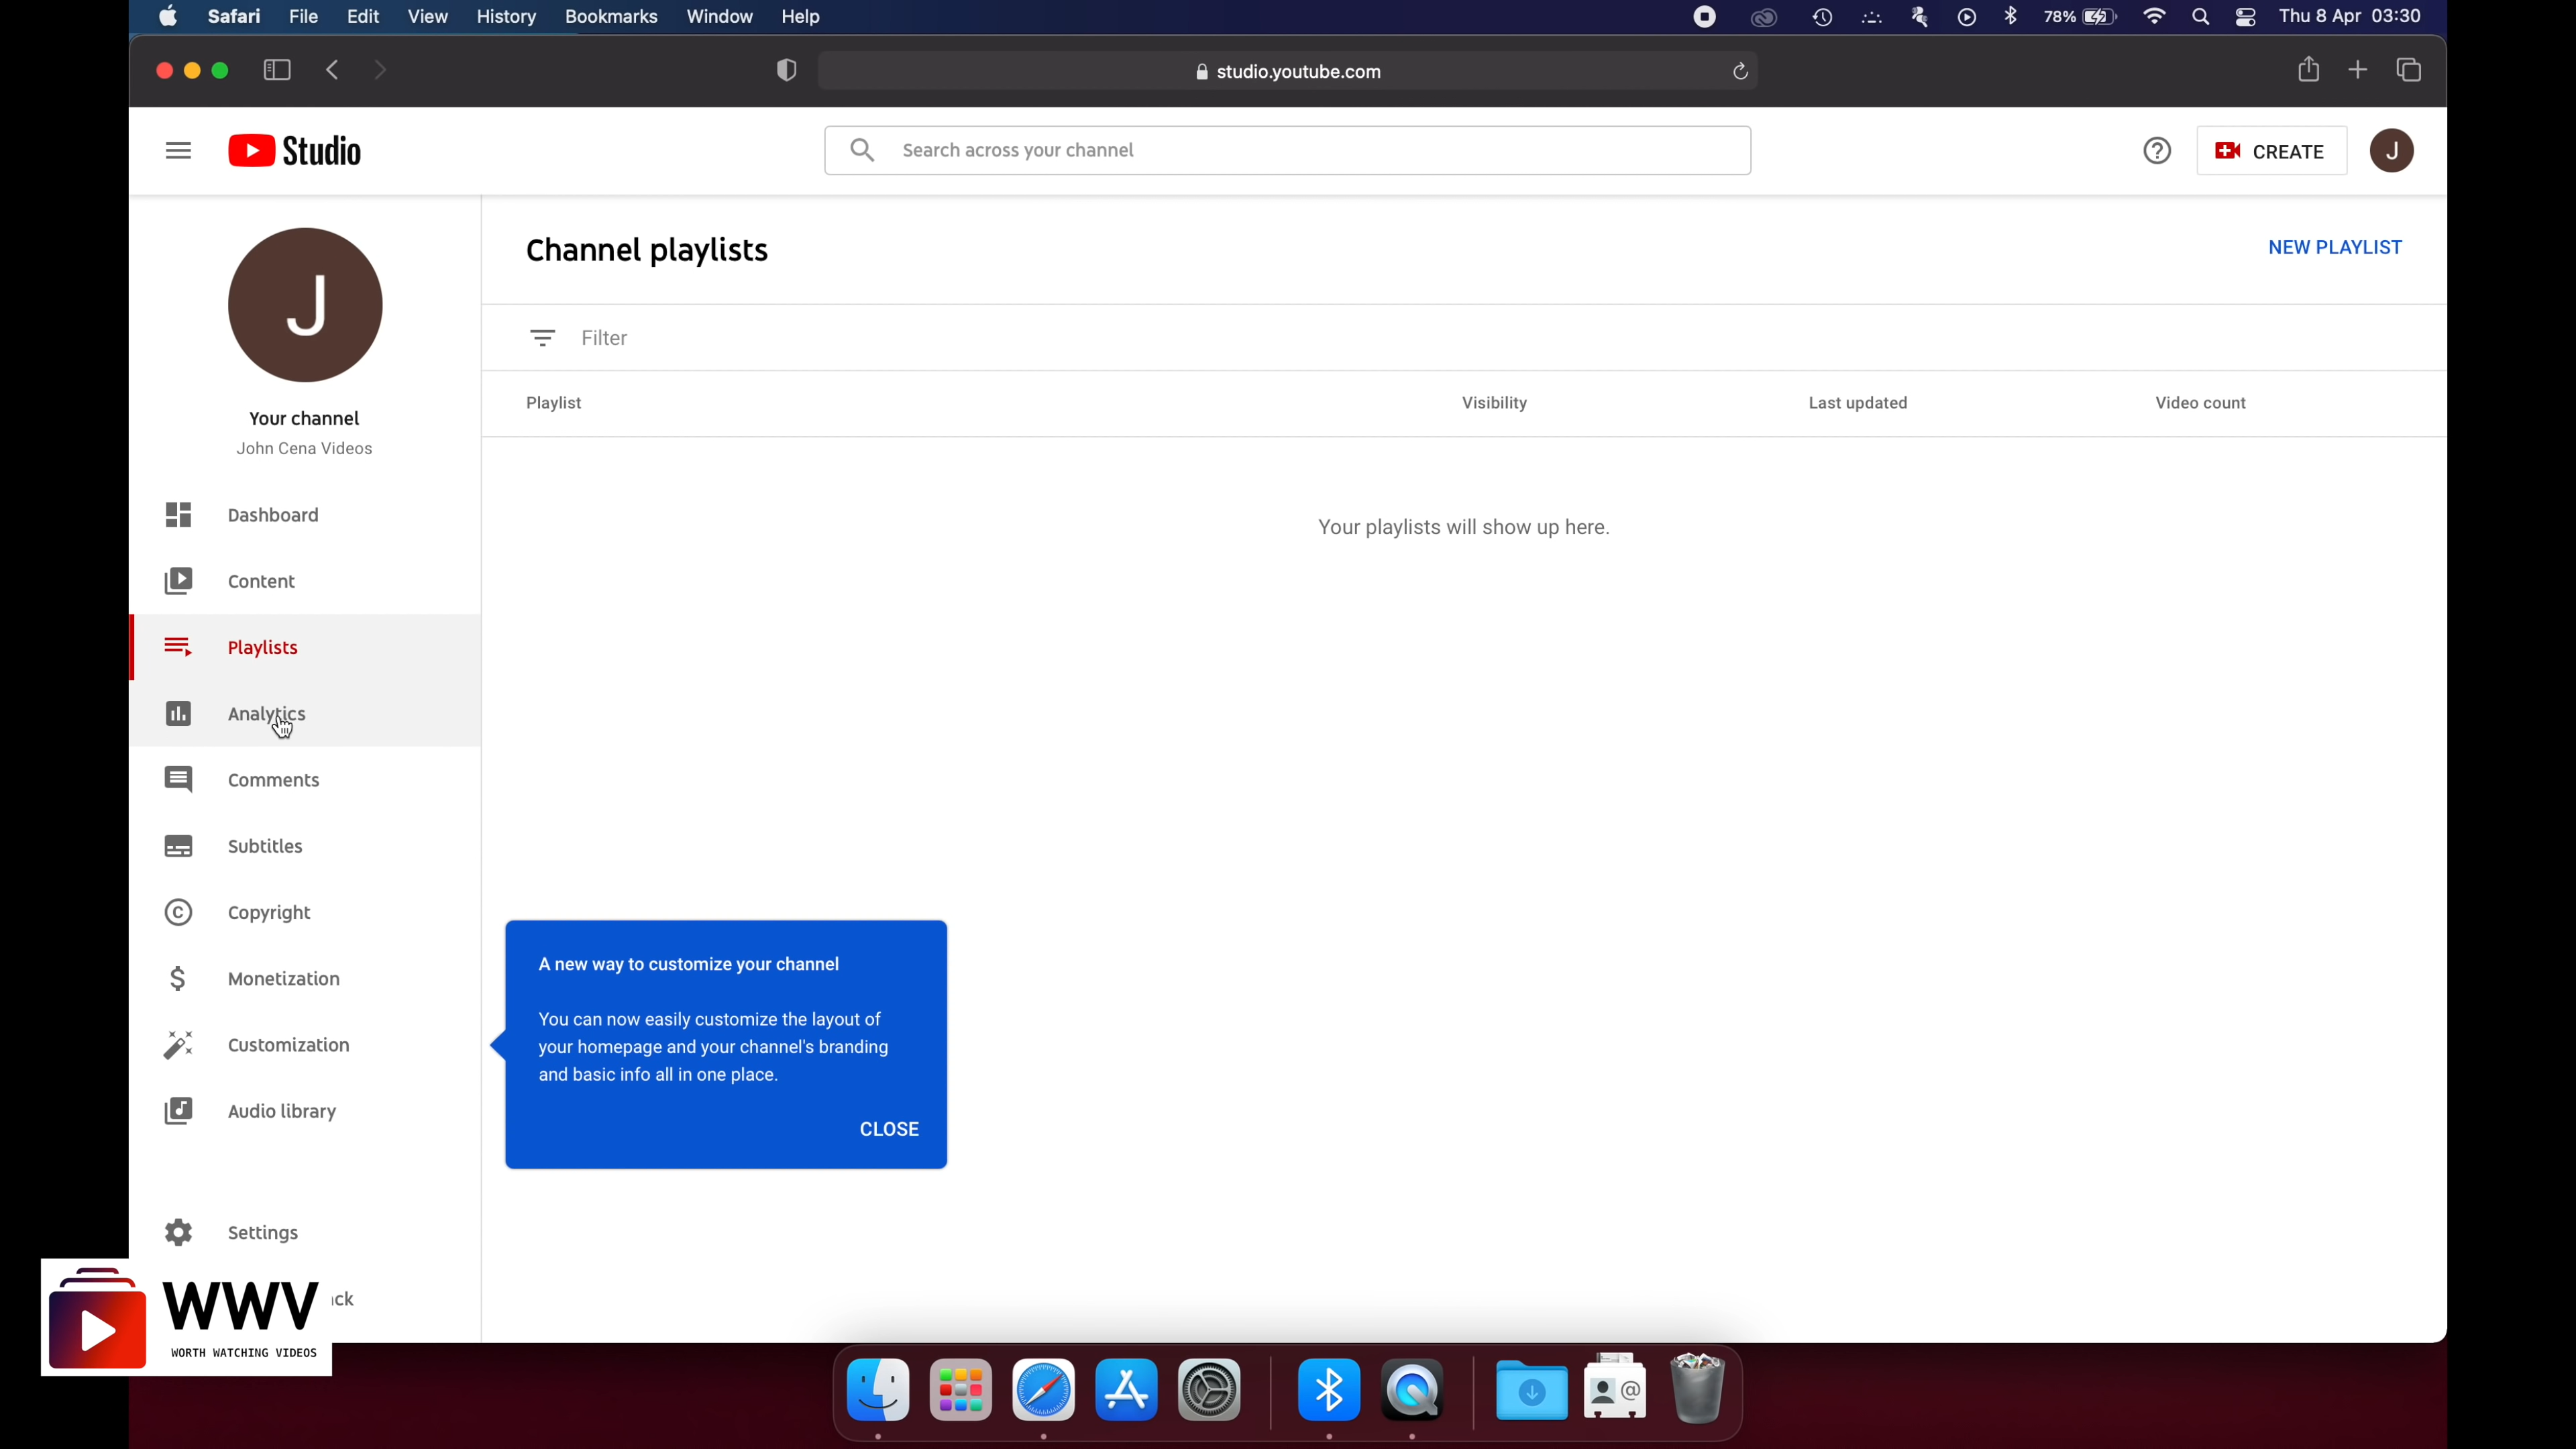 Safari File Edit View History Bookmarks Window Help 78% Thu 8 Apr 03:30
studio.youtube.com
Studio Search across your channel CREATE J
J
Your channel
John Cena Videos
Dashboard
Content
Playlists
Analytics
Comments
Subtitles
Copyright
Monetization
Customization
Audio library
Settings
ck
Channel playlists NEW PLAYLIST
Filter
Playlist Visibility Last updated Video count
Your playlists will show up here.
A new way to customize your channel
You can now easily customize the layout of
your homepage and your channel's branding
and basic info all in one place.
CLOSE
WWV
WORTH WATCHING VIDEOS